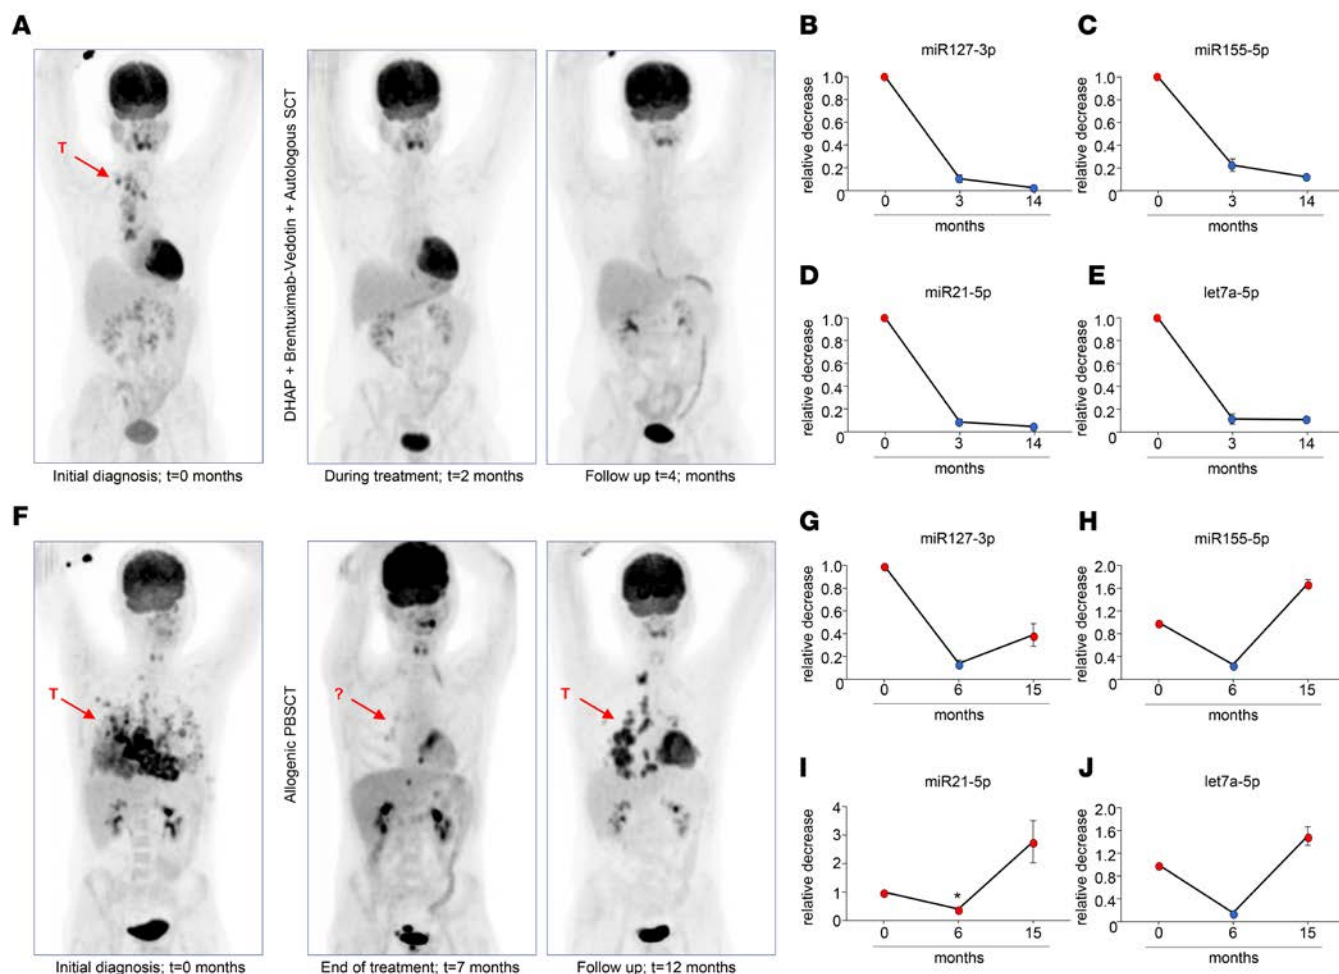 A
T
DHAP + Brentuximab-Vedotin + Autologous SCT
Initial diagnosis; t=0 months
During treatment; t=2 months
Follow up t=4; months
B
miR127-3p
relative decrease
1.0
0.8
0.6
0.4
0.2
0
0 3 14
months
C
miR155-5p
relative decrease
1.0
0.8
0.6
0.4
0.2
0
0 3 14
months
D
miR21-5p
relative decrease
1.0
0.8
0.6
0.4
0.2
0
0 3 14
months
E
let7a-5p
relative decrease
1.0
0.8
0.6
0.4
0.2
0
0 3 14
months
F
T
Allogenic PBSCT
?
T
Initial diagnosis; t=0 months
End of treatment; t=7 months
Follow up; t=12 months
G
miR127-3p
relative decrease
1.0
0.8
0.6
0.4
0.2
0
0 6 15
months
H
miR155-5p
relative decrease
2.0
1.6
1.2
0.8
0.4
0
0 6 15
months
I
miR21-5p
relative decrease
4
3
2
1
0
*
0 6 15
months
J
let7a-5p
relative decrease
2.0
1.6
1.2
0.8
0.4
0
0 6 15
months